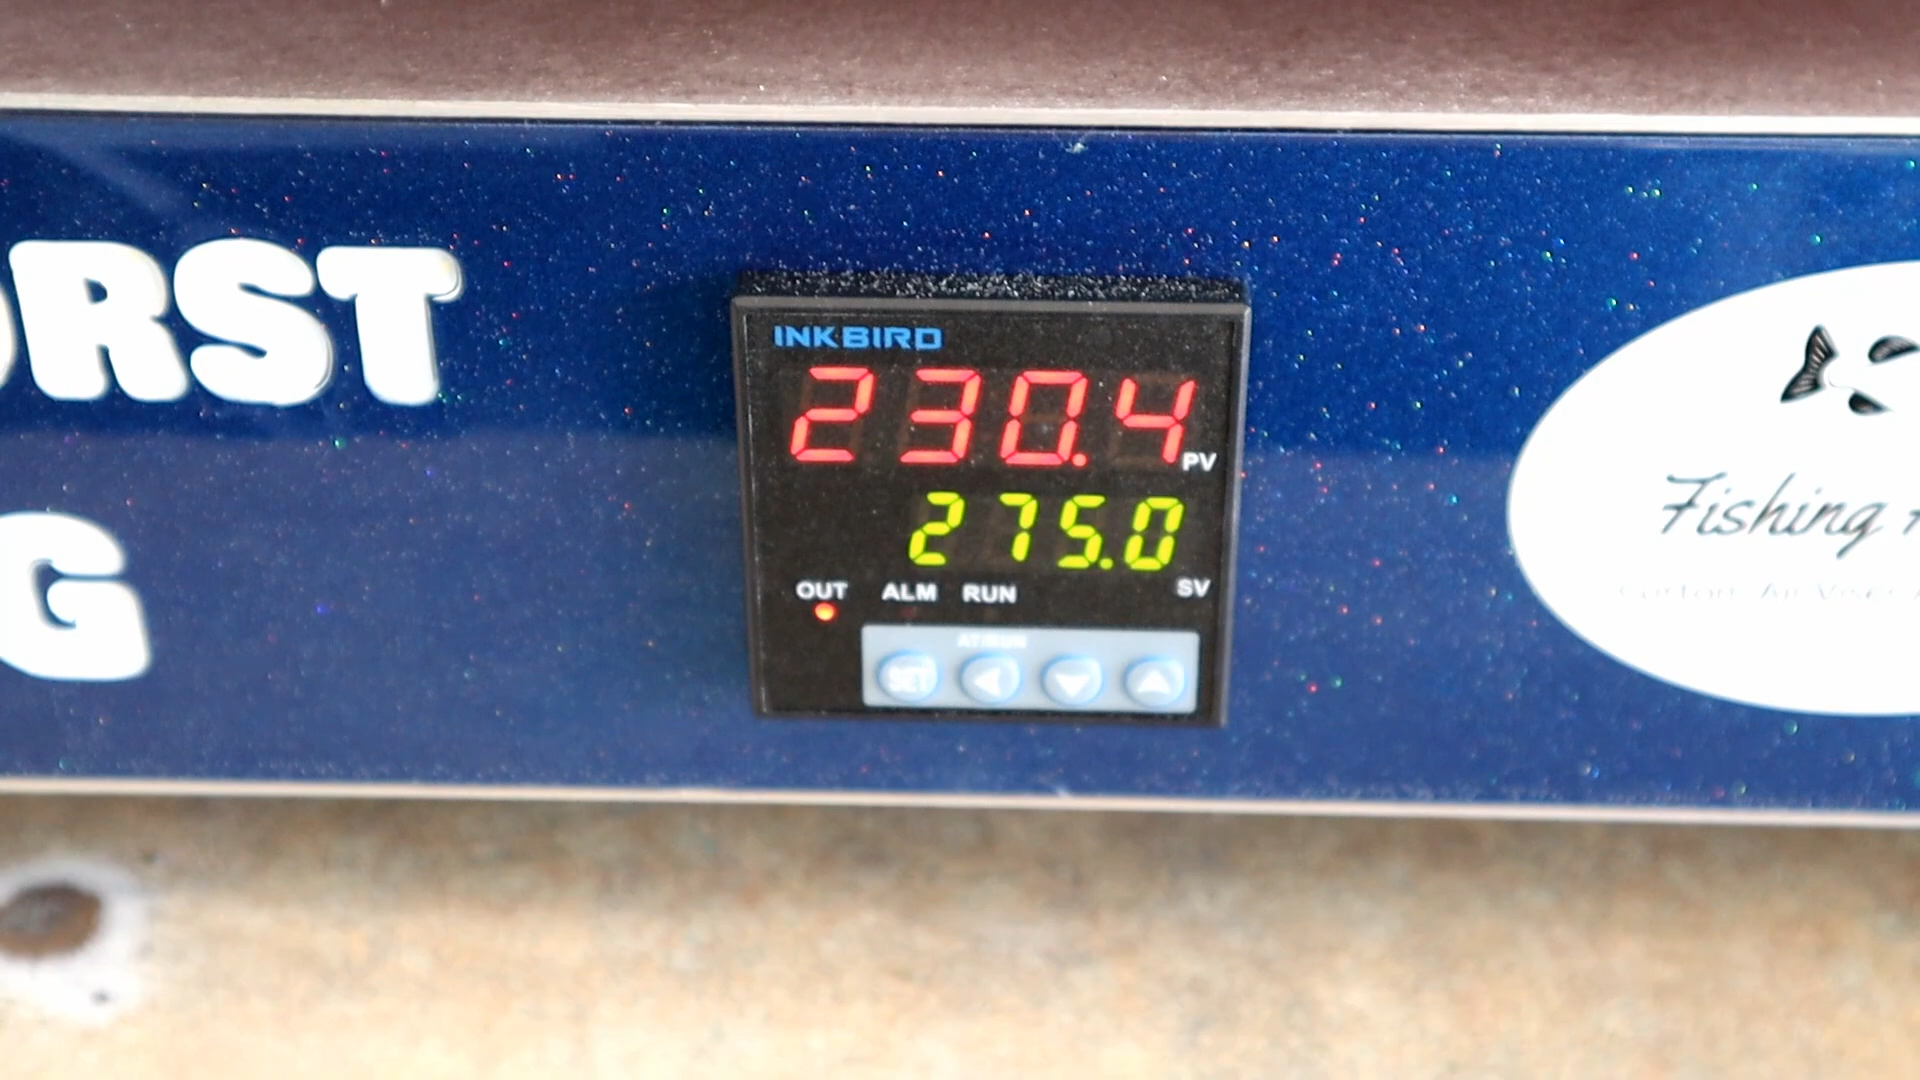 RST
G
INKBIRD
230.4 PV
275.0 SV
OUT ALM RUN
AT/RUN
SET
Fishing